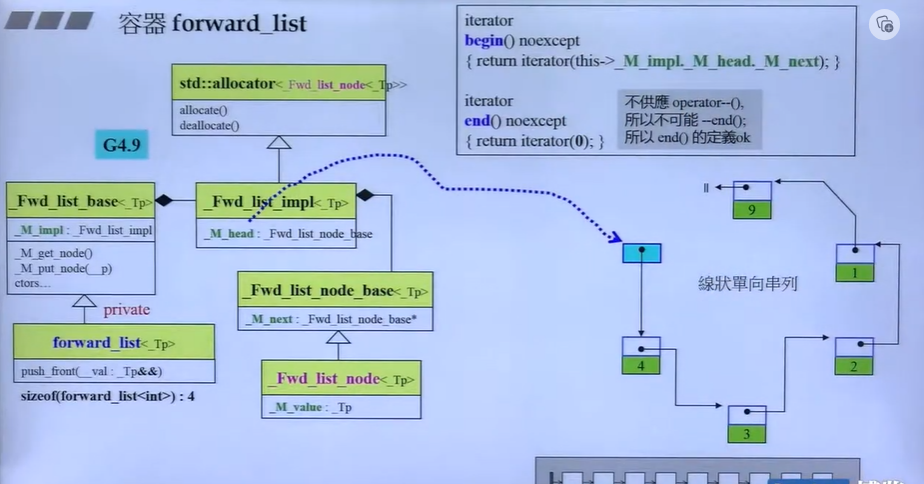 容器 forward_list
iterator
begin() noexcept
{ return iterator(this->_M_impl._M_head._M_next); }
iterator
end() noexcept
{ return iterator(0); }
不供應 operator--(),
所以不可能 --end();
所以 end() 的定義ok
std::allocator<_Fwd_list_node<_Tp>>
allocate()
deallocate()
G4.9
_Fwd_list_base<_Tp>
_M_impl : _Fwd_list_impl
_M_get_node()
_M_put_node(__p)
ctors…
_Fwd_list_impl<_Tp>
_M_head : _Fwd_list_node_base
private
_Fwd_list_node_base<_Tp>
_M_next : _Fwd_list_node_base*
forward_list<_Tp>
push_front(__val : _Tp&&)
sizeof(forward_list<int>) : 4
_Fwd_list_node<_Tp>
_M_value : _Tp
線狀單向串列
9
1
4
2
3